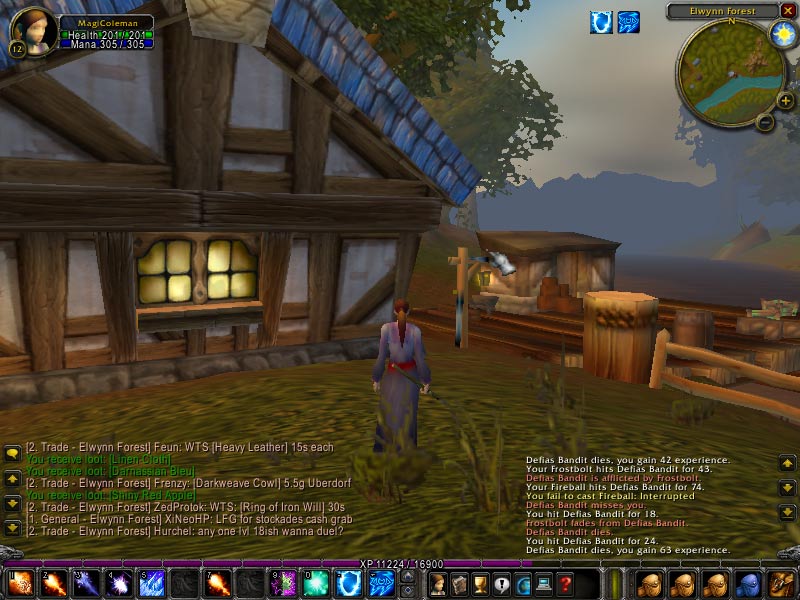 MagiColeman
Health 201 / 201
Mana 305 / 305
12
Elwynn Forest
N
[2. Trade - Elwynn Forest] Feun: WTS [Heavy Leather] 15s each
You receive loot: [Linen Cloth]
You receive loot: [Darnassian Bleu]
[2. Trade - Elwynn Forest] Frenzy: [Darkweave Cowl] 5.5g Uberdorf
You receive loot: [Shiny Red Apple]
[2. Trade - Elwynn Forest] ZedProtok: WTS: [Ring of Iron Will] 30s
[1. General - Elwynn Forest] XiNeoHP: LFG for stockades cash grab
[2. Trade - Elwynn Forest] Hurchel: any one lvl 18ish wanna duel?
Defias Bandit dies, you gain 42 experience.
Your Frostbolt hits Defias Bandit for 43.
Defias Bandit is afflicted by Frostbolt.
Your Fireball hits Defias Bandit for 74.
You fail to cast Fireball: Interrupted
Defias Bandit misses you.
You hit Defias Bandit for 18.
Frostbolt fades from Defias Bandit.
You hit Defias Bandit for 24.
Defias Bandit dies.
Defias Bandit dies, you gain 63 experience.
XP 11224 / 16900